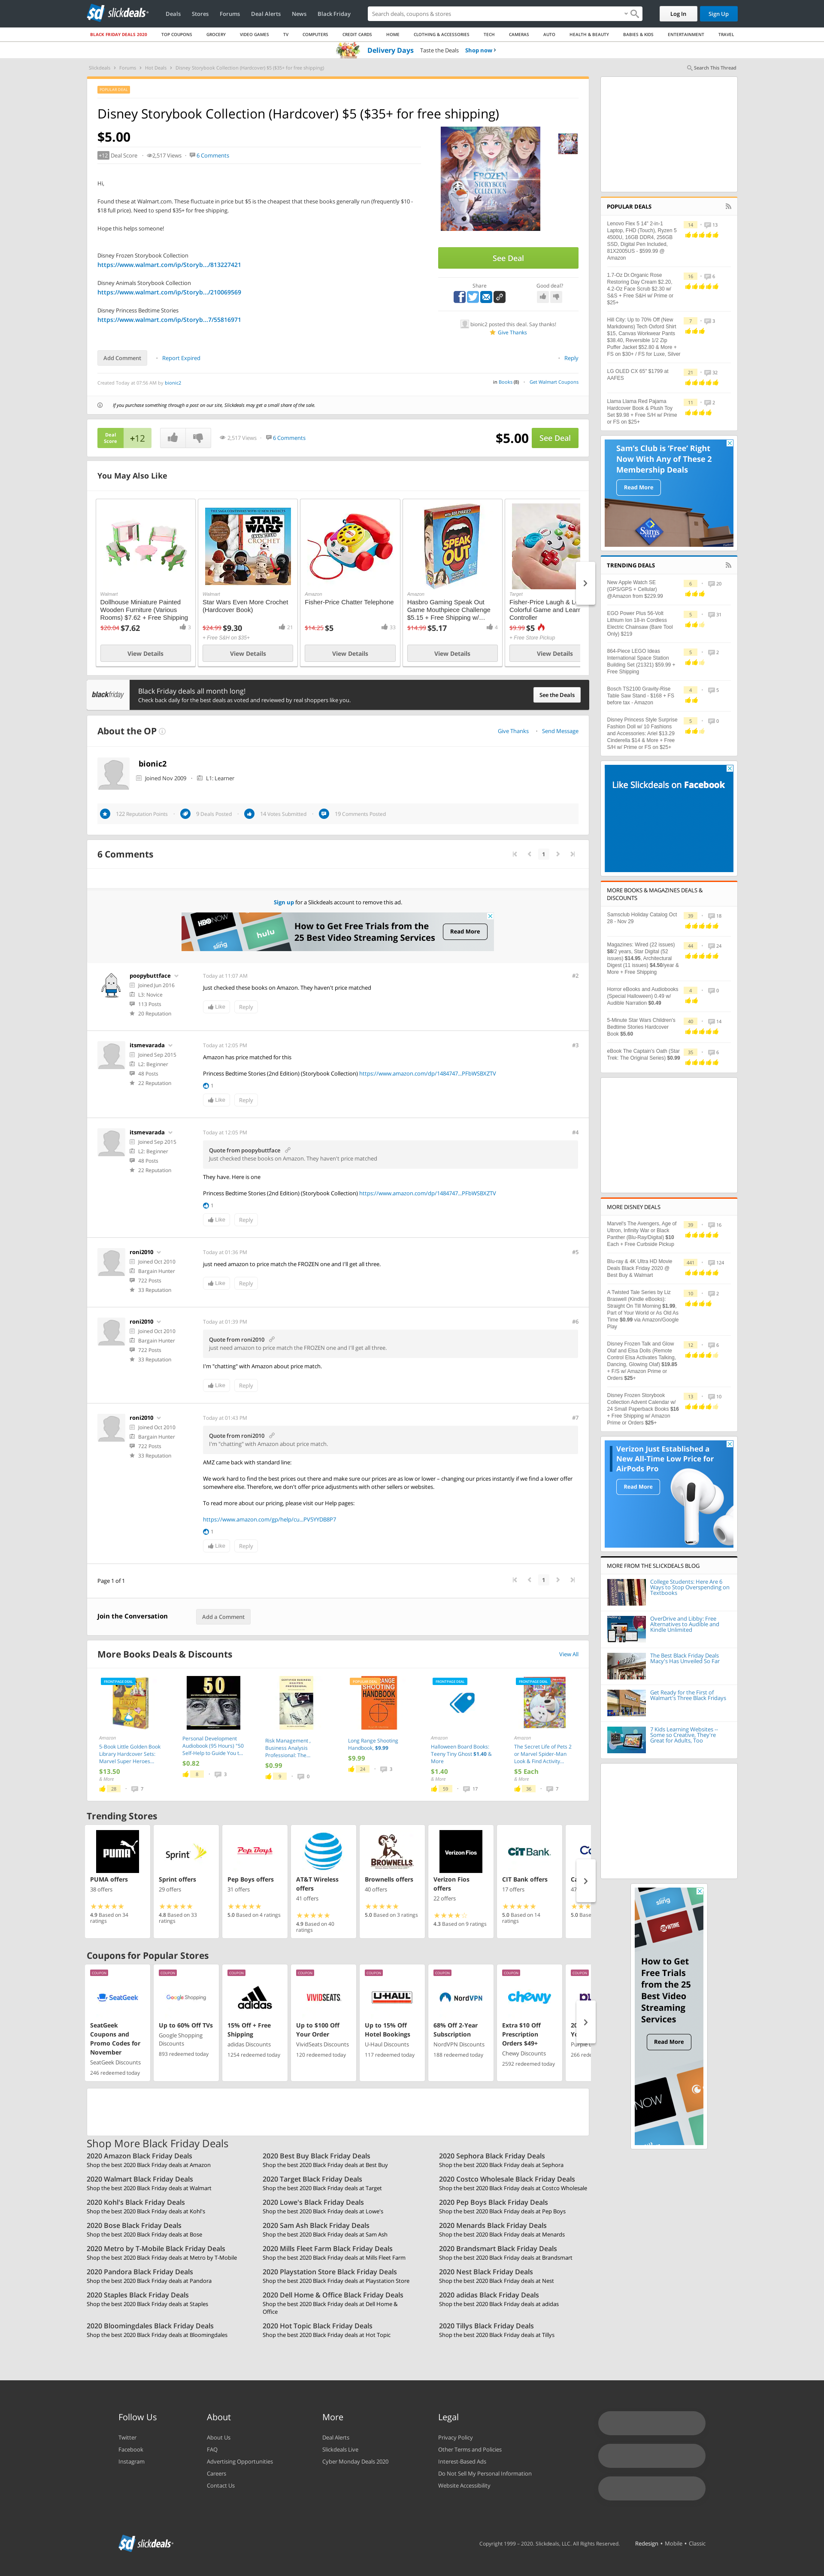 slickdeals
Deals Stores Forums Deal Alerts News Black Friday
Search deals, coupons & stores
Log In Sign Up
BLACK FRIDAY DEALS 2020 TOP COUPONS GROCERY VIDEO GAMES TV COMPUTERS CREDIT CARDS HOME CLOTHING & ACCESSORIES TECH CAMERAS AUTO HEALTH & BEAUTY BABIES & KIDS ENTERTAINMENT TRAVEL
Delivery Days Taste the Deals Shop now
Slickdeals Forums Hot Deals Disney Storybook Collection (Hardcover) $5 ($35+ for free shipping)
Search This Thread
POPULAR DEAL
Disney Storybook Collection (Hardcover) $5 ($35+ for free shipping)
$5.00
+12 Deal Score 2,517 Views 6 Comments
Hi,
Found these at Walmart.com. These fluctuate in price but $5 is the cheapest that these books generally run (frequently $10 -
$18 full price). Need to spend $35+ for free shipping.
Hope this helps someone!
Disney Frozen Storybook Collection
https://www.walmart.com/ip/Storyb.../813227421
Disney Animals Storybook Collection
https://www.walmart.com/ip/Storyb.../210069569
Disney Princess Bedtime Stories
https://www.walmart.com/ip/Storyb...7/55816971
FROZEN
STORYBOOK
COLLECTION
See Deal
Share Good deal?
bionic2 posted this deal. Say thanks!
Give Thanks
Add Comment Report Expired Reply
Created Today at 07:56 AM by bionic2
in Books (8) Get Walmart Coupons
If you purchase something through a post on our site, Slickdeals may get a small share of the sale.
Deal
Score
+12
2,517 Views 6 Comments
$5.00 See Deal
You May Also Like
Walmart
Dollhouse Miniature Painted
Wooden Furniture (Various
Rooms) $7.62 + Free Shipping
$20.04 $7.62 3
View Details
STAR
WARS
Walmart
Star Wars Even More Crochet
(Hardcover Book)
$24.99 $9.30 21
+ Free S&H on $35+
View Details
Amazon
Fisher-Price Chatter Telephone
$14.25 $5 33
View Details
SPEAK
OUT
Amazon
Hasbro Gaming Speak Out
Game Mouthpiece Challenge
$5.15 + Free Shipping w/...
$14.99 $5.17 4
View Details
Target
Fisher-Price Laugh & L
Colorful Game and Learn
Controller
$9.99 $5
+ Free Store Pickup
View Details
blackfriday
Black Friday deals all month long!
Check back daily for the best deals as voted and reviewed by real shoppers like you.
See the Deals
About the OP
Give Thanks Send Message
bionic2
Joined Nov 2009 L1: Learner
122 Reputation Points 9 Deals Posted 14 Votes Submitted 19 Comments Posted
6 Comments
1
Sign up for a Slickdeals account to remove this ad.
HBO NOW
sling
hulu
How to Get Free Trials from the
25 Best Video Streaming Services
Read More
poopybuttface
Joined Jun 2016
L3: Novice
113 Posts
20 Reputation
Today at 11:07 AM #2
Just checked these books on Amazon. They haven't price matched
Like Reply
itsmevarada
Joined Sep 2015
L2: Beginner
48 Posts
22 Reputation
Today at 12:05 PM #3
Amazon has price matched for this
Princess Bedtime Stories (2nd Edition) (Storybook Collection) https://www.amazon.com/dp/1484747...PFbWSBXZTV
1
Like Reply
itsmevarada
Joined Sep 2015
L2: Beginner
48 Posts
22 Reputation
Today at 12:05 PM #4
Quote from poopybuttface
Just checked these books on Amazon. They haven't price matched
They have. Here is one
Princess Bedtime Stories (2nd Edition) (Storybook Collection) https://www.amazon.com/dp/1484747...PFbWSBXZTV
1
Like Reply
roni2010
Joined Oct 2010
Bargain Hunter
722 Posts
33 Reputation
Today at 01:36 PM #5
just need amazon to price match the FROZEN one and I'll get all three.
Like Reply
roni2010
Joined Oct 2010
Bargain Hunter
722 Posts
33 Reputation
Today at 01:39 PM #6
Quote from roni2010
just need amazon to price match the FROZEN one and I'll get all three.
I'm "chatting" with Amazon about price match.
Like Reply
roni2010
Joined Oct 2010
Bargain Hunter
722 Posts
33 Reputation
Today at 01:43 PM #7
Quote from roni2010
I'm "chatting" with Amazon about price match.
AMZ came back with standard line:
We work hard to find the best prices out there and make sure our prices are as low or lower – changing our prices instantly if we find a lower offer
somewhere else. Therefore, we don't offer price adjustments with other sellers or websites.
To read more about our pricing, please visit our Help pages:
https://www.amazon.com/gp/help/cu...PV5YYDBBP7
1
Like Reply
Page 1 of 1
1
Join the Conversation Add a Comment
More Books Deals & Discounts View All
FRONTPAGE DEAL
Amazon
5-Book Little Golden Book
Library Hardcover Sets:
Marvel Super Heroes...
$13.50
& More
28 7
50
Personal Development
Audiobook (95 Hours) "50
Self-Help to Guide You t...
$0.82
8 3
Risk Management ,
Business Analysis
Professional: The...
$0.99
9 0
POPULAR DEAL
SHOOTING
HANDBOOK
Long Range Shooting
Handbook, $0.99
$9.99
24 3
FRONTPAGE DEAL
Amazon
Halloween Board Books:
Teeny Tiny Ghost $1.40 &
More
$1.40
& More
59 17
FRONTPAGE DEAL
Amazon
The Secret Life of Pets 2
or Marvel Spider-Man
Look & Find Activity...
$5 Each
& More
36 7
Trending Stores
PUMA
PUMA offers
38 offers
4.9 Based on 34
ratings
Sprint
Sprint offers
29 offers
4.8 Based on 33
ratings
Pep Boys
Pep Boys offers
31 offers
5.0 Based on 4 ratings
AT&T Wireless
offers
41 offers
4.9 Based on 40
ratings
BROWNELLS
Brownells offers
40 offers
5.0 Based on 3 ratings
Verizon Fios
Verizon Fios
offers
22 offers
4.3 Based on 9 ratings
CIT Bank
CIT Bank offers
17 offers
5.0 Based on 14
ratings
Ca
47
5.0 Base
Coupons for Popular Stores
COUPON
SeatGeek
SeatGeek
Coupons and
Promo Codes for
November
SeatGeek Discounts
246 redeemed today
COUPON
Google Shopping
Up to 60% Off TVs
Google Shopping
Discounts
893 redeemed today
COUPON
adidas
15% Off + Free
Shipping
adidas Discounts
1254 redeemed today
COUPON
VIVIDSEATS
Up to $100 Off
Your Order
VividSeats Discounts
120 redeemed today
COUPON
U-HAUL
Up to 15% Off
Hotel Bookings
U-Haul Discounts
117 redeemed today
COUPON
NordVPN
68% Off 2-Year
Subscription
NordVPN Discounts
188 redeemed today
COUPON
chewy
Extra $10 Off
Prescription
Orders $49+
Chewy Discounts
2592 redeemed today
COUPON
20
Yo
Purple
266 rede
Shop More Black Friday Deals
2020 Amazon Black Friday Deals
Shop the best 2020 Black Friday deals at Amazon
2020 Best Buy Black Friday Deals
Shop the best 2020 Black Friday deals at Best Buy
2020 Sephora Black Friday Deals
Shop the best 2020 Black Friday deals at Sephora
2020 Walmart Black Friday Deals
Shop the best 2020 Black Friday deals at Walmart
2020 Target Black Friday Deals
Shop the best 2020 Black Friday deals at Target
2020 Costco Wholesale Black Friday Deals
Shop the best 2020 Black Friday deals at Costco Wholesale
2020 Kohl's Black Friday Deals
Shop the best 2020 Black Friday deals at Kohl's
2020 Lowe's Black Friday Deals
Shop the best 2020 Black Friday deals at Lowe's
2020 Pep Boys Black Friday Deals
Shop the best 2020 Black Friday deals at Pep Boys
2020 Bose Black Friday Deals
Shop the best 2020 Black Friday deals at Bose
2020 Sam Ash Black Friday Deals
Shop the best 2020 Black Friday deals at Sam Ash
2020 Menards Black Friday Deals
Shop the best 2020 Black Friday deals at Menards
2020 Metro by T-Mobile Black Friday Deals
Shop the best 2020 Black Friday deals at Metro by T-Mobile
2020 Mills Fleet Farm Black Friday Deals
Shop the best 2020 Black Friday deals at Mills Fleet Farm
2020 Brandsmart Black Friday Deals
Shop the best 2020 Black Friday deals at Brandsmart
2020 Pandora Black Friday Deals
Shop the best 2020 Black Friday deals at Pandora
2020 Playstation Store Black Friday Deals
Shop the best 2020 Black Friday deals at Playstation Store
2020 Nest Black Friday Deals
Shop the best 2020 Black Friday deals at Nest
2020 Staples Black Friday Deals
Shop the best 2020 Black Friday deals at Staples
2020 Dell Home & Office Black Friday Deals
Shop the best 2020 Black Friday deals at Dell Home &
Office
2020 adidas Black Friday Deals
Shop the best 2020 Black Friday deals at adidas
2020 Bloomingdales Black Friday Deals
Shop the best 2020 Black Friday deals at Bloomingdales
2020 Hot Topic Black Friday Deals
Shop the best 2020 Black Friday deals at Hot Topic
2020 Tillys Black Friday Deals
Shop the best 2020 Black Friday deals at Tillys
POPULAR DEALS
Lenovo Flex 5 14" 2-in-1
Laptop, FHD (Touch), Ryzen 5
4500U, 16GB DDR4, 256GB
SSD, Digital Pen Included,
81X2005US - $599.99 @
Amazon
14 13
1.7-Oz Dr.Organic Rose
Restoring Day Cream $2.20,
4.2-Oz Face Scrub $2.30 w/
S&S + Free S&H w/ Prime or
$25+
16 6
Hill City: Up to 70% Off (New
Markdowns) Tech Oxford Shirt
$15, Canvas Workwear Pants
$38.40, Reversible 1/2 Zip
Puffer Jacket $52.80 & More +
FS on $30+ / FS for Luxe, Silver
7 3
LG OLED CX 65" $1799 at
AAFES
21 32
Llama Llama Red Pajama
Hardcover Book & Plush Toy
Set $9.98 + Free S/H w/ Prime
or FS on $25+
11 2
Sam's Club is 'Free' Right
Now With Any of These 2
Membership Deals
Read More
Sam's
TRENDING DEALS
New Apple Watch SE
(GPS/GPS + Cellular)
@Amazon from $229.99
6 20
EGO Power Plus 56-Volt
Lithium Ion 18-in Cordless
Electric Chainsaw (Bare Tool
Only) $219
5 31
864-Piece LEGO Ideas
International Space Station
Building Set (21321) $59.99 +
Free Shipping
5 2
Bosch TS2100 Gravity-Rise
Table Saw Stand - $168 + FS
before tax - Amazon
4 5
Disney Princess Style Surprise
Fashion Doll w/ 10 Fashions
and Accessories: Ariel $13.29
Cinderella $14 & More + Free
S/H w/ Prime or FS on $25+
5 0
Like Slickdeals on Facebook
MORE BOOKS & MAGAZINES DEALS &
DISCOUNTS
Samsclub Holiday Catalog Oct
28 - Nov 29
39 18
Magazines: Wired (22 issues)
$8/2 years, Star Digital (52
issues) $14.95, Architectural
Digest (11 issues) $4.50/year &
More + Free Shipping
44 24
Horror eBooks and Audiobooks
(Special Halloween) 0.49 w/
Audible Narration $0.49
4 0
5-Minute Star Wars Children's
Bedtime Stories Hardcover
Book $5.60
40 14
eBook The Captain's Oath (Star
Trek: The Original Series) $0.99
35 6
MORE DISNEY DEALS
Marvel's The Avengers, Age of
Ultron, Infinity War or Black
Panther (Blu-Ray/Digital) $10
Each + Free Curbside Pickup
39 16
Blu-ray & 4K Ultra HD Movie
Deals Black Friday 2020 @
Best Buy & Walmart
441 124
A Twisted Tale Series by Liz
Braswell (Kindle eBooks):
Straight On Till Morning $1.99,
Part of Your World or As Old As
Time $0.99 via Amazon/Google
Play
10 2
Disney Frozen Talk and Glow
Olaf and Elsa Dolls (Remote
Control Elsa Activates Talking,
Dancing, Glowing Olaf) $19.85
+ F/S w/ Amazon Prime or
Orders $25+
12 6
Disney Frozen Storybook
Collection Advent Calendar w/
24 Small Paperback Books $16
+ Free Shipping w/ Amazon
Prime or Orders $25+
13 10
Verizon Just Established a
New All-Time Low Price for
AirPods Pro
Read More
MORE FROM THE SLICKDEALS BLOG
College Students: Here Are 6
Ways to Stop Overspending on
Textbooks
OverDrive and Libby: Free
Alternatives to Audible and
Kindle Unlimited
The Best Black Friday Deals
Macy's Has Unveiled So Far
Get Ready for the First of
Walmart's Three Black Fridays
7 Kids Learning Websites --
Some so Creative, They're
Great for Adults, Too
sling
SHOWTIME
How to Get
Free Trials
from the 25
Best Video
Streaming
Services
Read More
NOW
sling
Follow Us
Twitter
Facebook
Instagram
About
About Us
FAQ
Advertising Opportunities
Careers
Contact Us
More
Deal Alerts
Slickdeals Live
Cyber Monday Deals 2020
Legal
Privacy Policy
Other Terms and Policies
Interest-Based Ads
Do Not Sell My Personal Information
Website Accessibility
slickdeals
Copyright 1999 – 2020. Slickdeals, LLC. All Rights Reserved. Redesign • Mobile • Classic